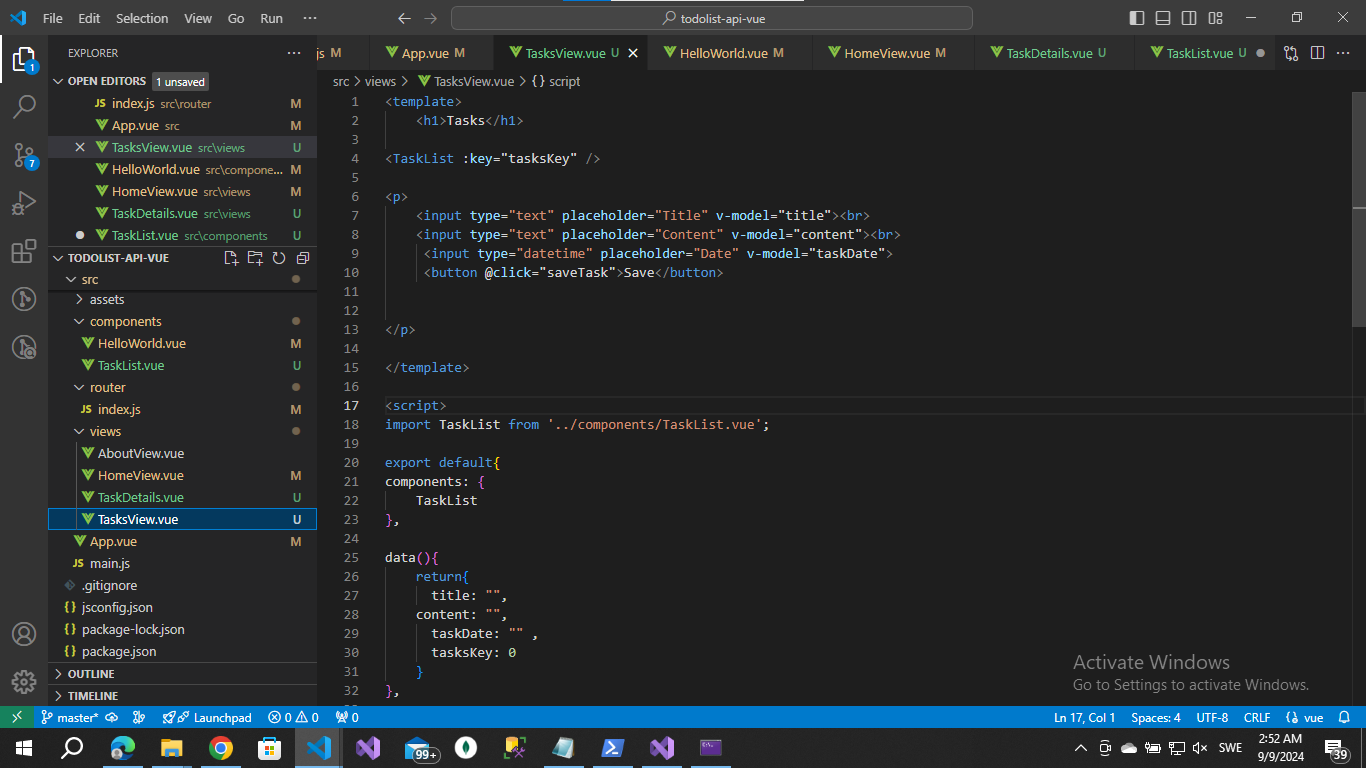 File Edit Selection View Go Run ··· todolist-api-vue
EXPLORER
OPEN EDITORS 1 unsaved
JS index.js src\router M
App.vue src M
TasksView.vue src\views U
HelloWorld.vue src\compone... M
HomeView.vue src\views M
TaskDetails.vue src\views U
TaskList.vue src\components U
TODOLIST-API-VUE
src
assets
components
HelloWorld.vue M
TaskList.vue U
router
JS index.js M
views
AboutView.vue
HomeView.vue M
TaskDetails.vue U
TasksView.vue U
App.vue M
JS main.js
.gitignore
{} jsconfig.json
{} package-lock.json
{} package.json
OUTLINE
TIMELINE
1
7
js M App.vue M TasksView.vue U HelloWorld.vue M HomeView.vue M TaskDetails.vue U TaskList.vue U
src > views > TasksView.vue > {} script
1 <template>
2 <h1>Tasks</h1>
3
4 <TaskList :key="tasksKey" />
5
6 <p>
7 <input type="text" placeholder="Title" v-model="title"><br>
8 <input type="text" placeholder="Content" v-model="content"><br>
9 <input type="datetime" placeholder="Date" v-model="taskDate">
10 <button @click="saveTask">Save</button>
11
12
13 </p>
14
15 </template>
16
17 <script>
18 import TaskList from '../components/TaskList.vue';
19
20 export default{
21 components: {
22 TaskList
23 },
24
25 data(){
26 return{
27 title: "",
28 content: "",
29 taskDate: "" ,
30 tasksKey: 0
31 }
32 },
Activate Windows
Go to Settings to activate Windows.
master* Launchpad 0 0 0 Ln 17, Col 1 Spaces: 4 UTF-8 CRLF vue
99+ SWE 2:52 AM
9/9/2024 39